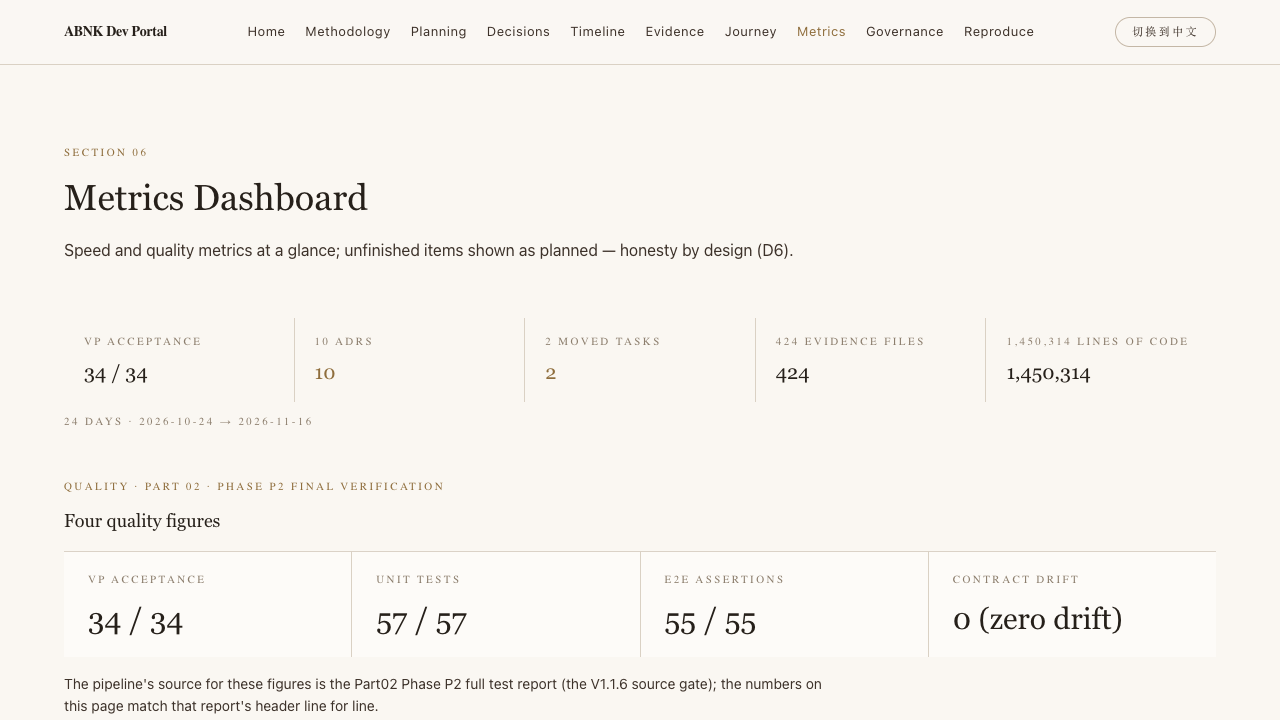 ABNK Dev Portal
Home Methodology Planning Decisions Timeline Evidence Journey Metrics Governance Reproduce
切换到中文
SECTION 06
Metrics Dashboard
Speed and quality metrics at a glance; unfinished items shown as planned — honesty by design (D6).
VP ACCEPTANCE
34 / 34
10 ADRS
10
2 MOVED TASKS
2
424 EVIDENCE FILES
424
1,450,314 LINES OF CODE
1,450,314
24 DAYS · 2026-10-24 → 2026-11-16
QUALITY · PART 02 · PHASE P2 FINAL VERIFICATION
Four quality figures
VP ACCEPTANCE
34 / 34
UNIT TESTS
57 / 57
E2E ASSERTIONS
55 / 55
CONTRACT DRIFT
0 (zero drift)
The pipeline's source for these figures is the Part02 Phase P2 full test report (the V1.1.6 source gate); the numbers on
this page match that report's header line for line.